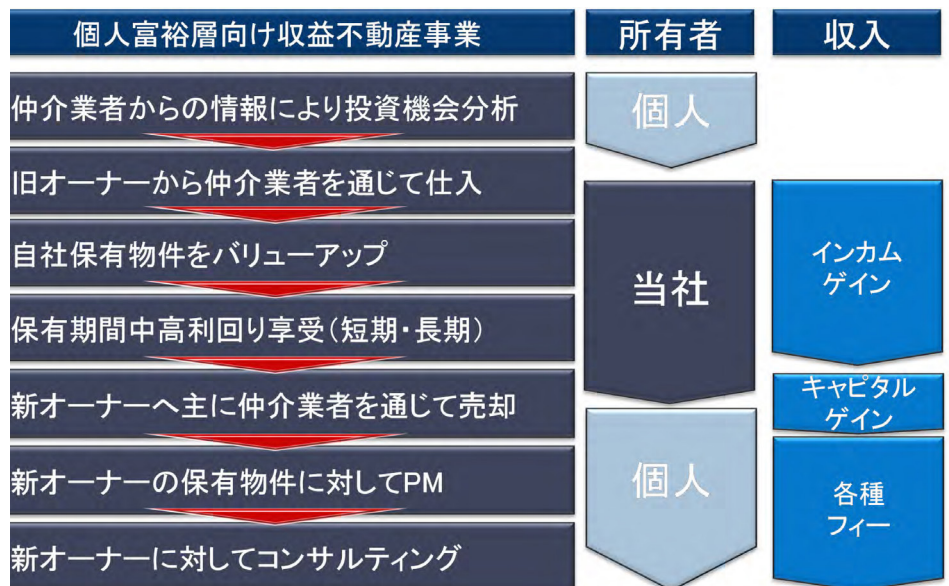 個人富裕層向け収益不動産事業
所有者
収入
仲介業者からの情報により投資機会分析
個人
旧オーナーから仲介業者を通じて仕入
自社保有物件をバリューアップ
当社
インカム
ゲイン
保有期間中高利回り享受(短期・長期)
新オーナーへ主に仲介業者を通じて売却
キャピタル
ゲイン
新オーナーの保有物件に対してPM
個人
各種
フィー
新オーナーに対してコンサルティング